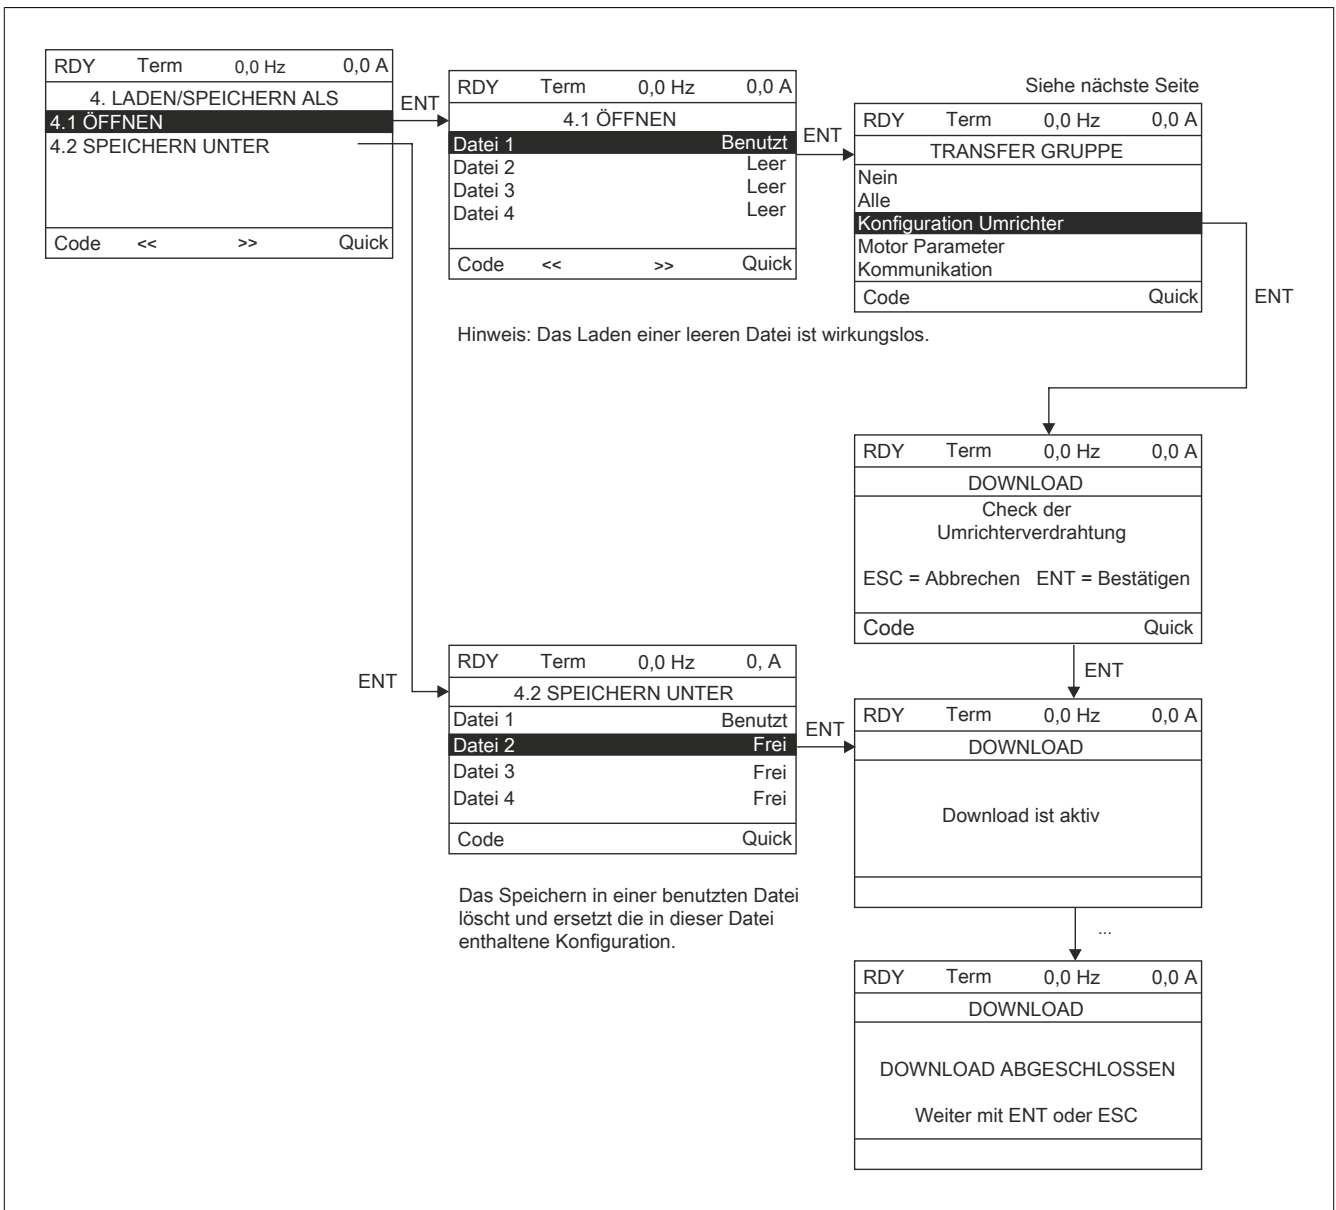 RDY Term 0,0 Hz 0,0 A
4. LADEN/SPEICHERN ALS
4.1 ÖFFNEN
4.2 SPEICHERN UNTER
Code << >> Quick
ENT
RDY Term 0,0 Hz 0,0 A
4.1 ÖFFNEN
Datei 1 Benutzt
Datei 2 Leer
Datei 3 Leer
Datei 4 Leer
Code << >> Quick
ENT
Siehe nächste Seite
RDY Term 0,0 Hz 0,0 A
TRANSFER GRUPPE
Nein
Alle
Konfiguration Umrichter
Motor Parameter
Kommunikation
Code Quick
ENT
Hinweis: Das Laden einer leeren Datei ist wirkungslos.
RDY Term 0,0 Hz 0,0 A
DOWNLOAD
Check der
Umrichterverdrahtung
ESC = Abbrechen ENT = Bestätigen
Code Quick
ENT
ENT
RDY Term 0,0 Hz 0, A
4.2 SPEICHERN UNTER
Datei 1 Benutzt
Datei 2 Frei
Datei 3 Frei
Datei 4 Frei
Code Quick
ENT
RDY Term 0,0 Hz 0,0 A
DOWNLOAD
Download ist aktiv
Das Speichern in einer benutzten Datei
löscht und ersetzt die in dieser Datei
enthaltene Konfiguration.
...
RDY Term 0,0 Hz 0,0 A
DOWNLOAD
DOWNLOAD ABGESCHLOSSEN
Weiter mit ENT oder ESC